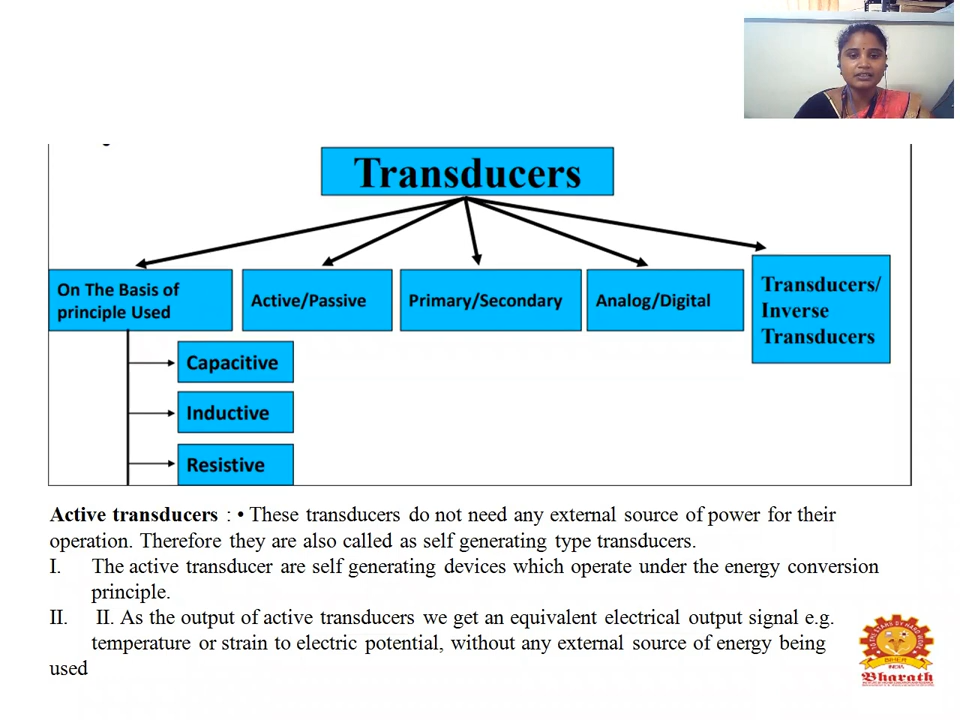 Transducers
On The Basis of
principle Used
Active/Passive
Primary/Secondary
Analog/Digital
Transducers/
Inverse
Transducers
Capacitive
Inductive
Resistive
Active transducers : • These transducers do not need any external source of power for their
operation. Therefore they are also called as self generating type transducers.
I. The active transducer are self generating devices which operate under the energy conversion
principle.
II. II. As the output of active transducers we get an equivalent electrical output signal e.g.
temperature or strain to electric potential, without any external source of energy being
used
INDIA
Bharath